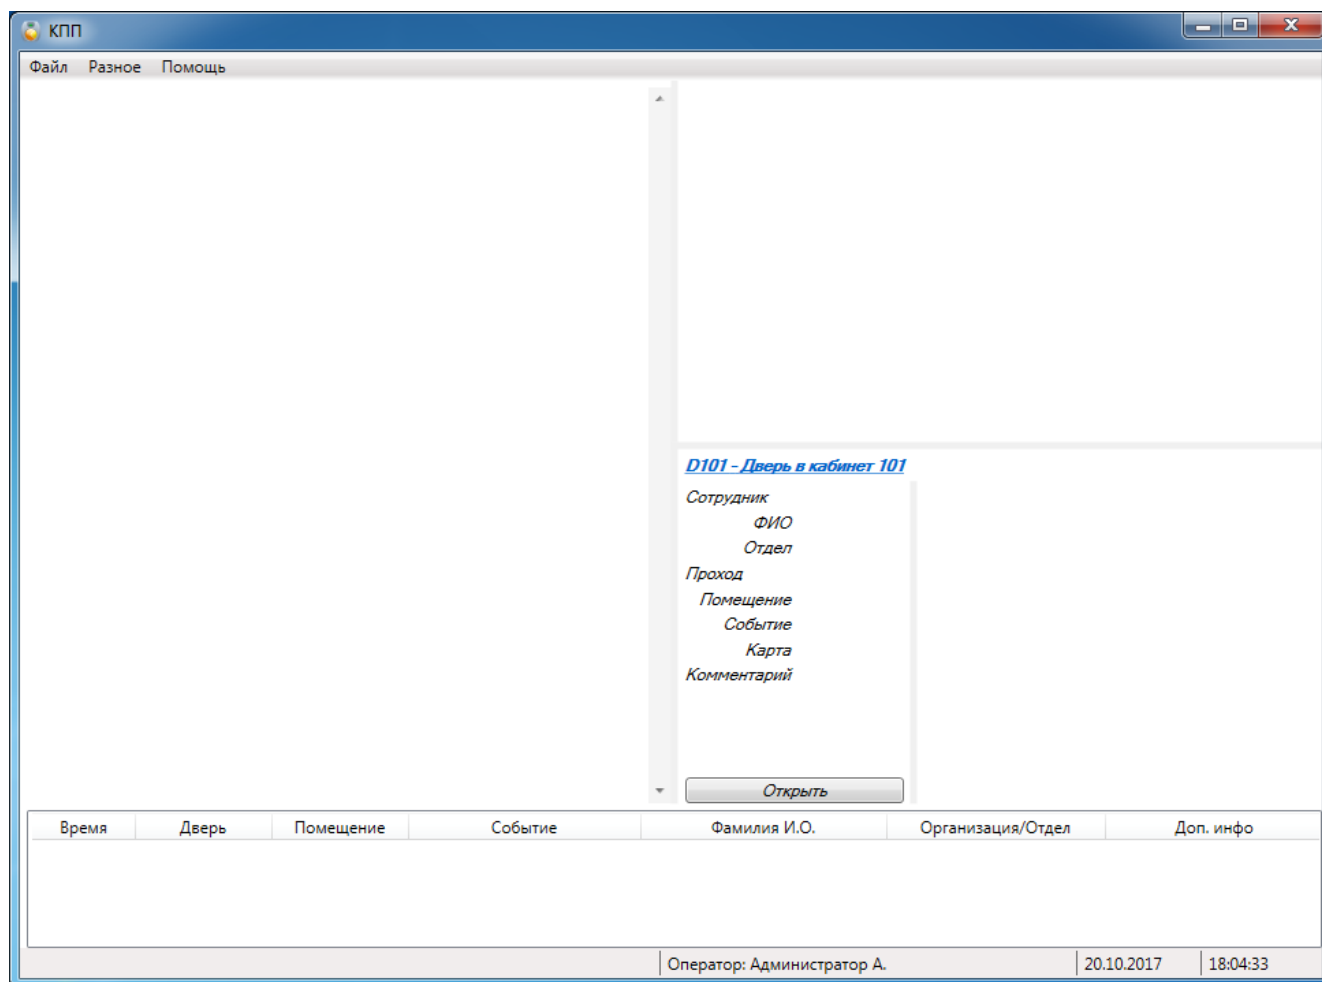 КПП
Файл Разное Помощь
D101 - Дверь в кабинет 101
Сотрудник
ФИО
Отдел
Проход
Помещение
Событие
Карта
Комментарий
Открыть
Время Дверь Помещение Событие Фамилия И.О. Организация/Отдел Доп. инфо
Оператор: Администратор А. 20.10.2017 18:04:33